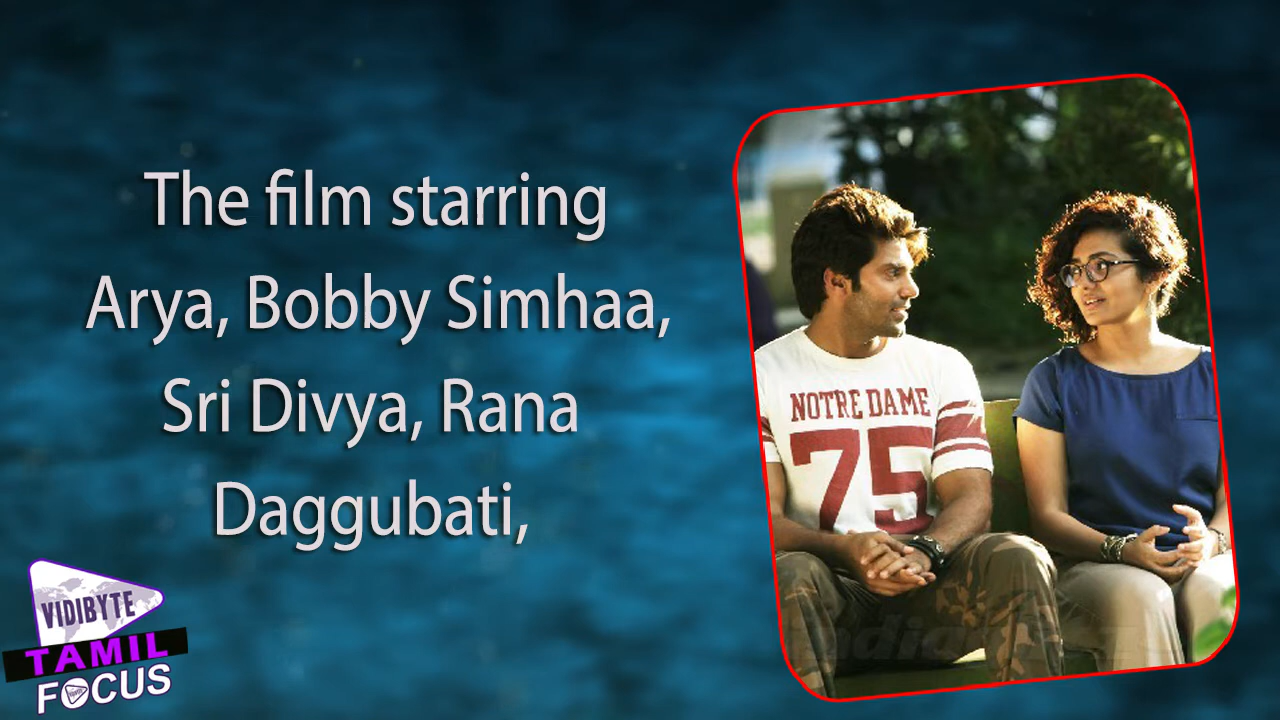 The film starring
Arya, Bobby Simhaa,
Sri Divya, Rana
Daggubati,
NOTRE DAME
75
VIDIBYTE
TAMIL
FOCUS